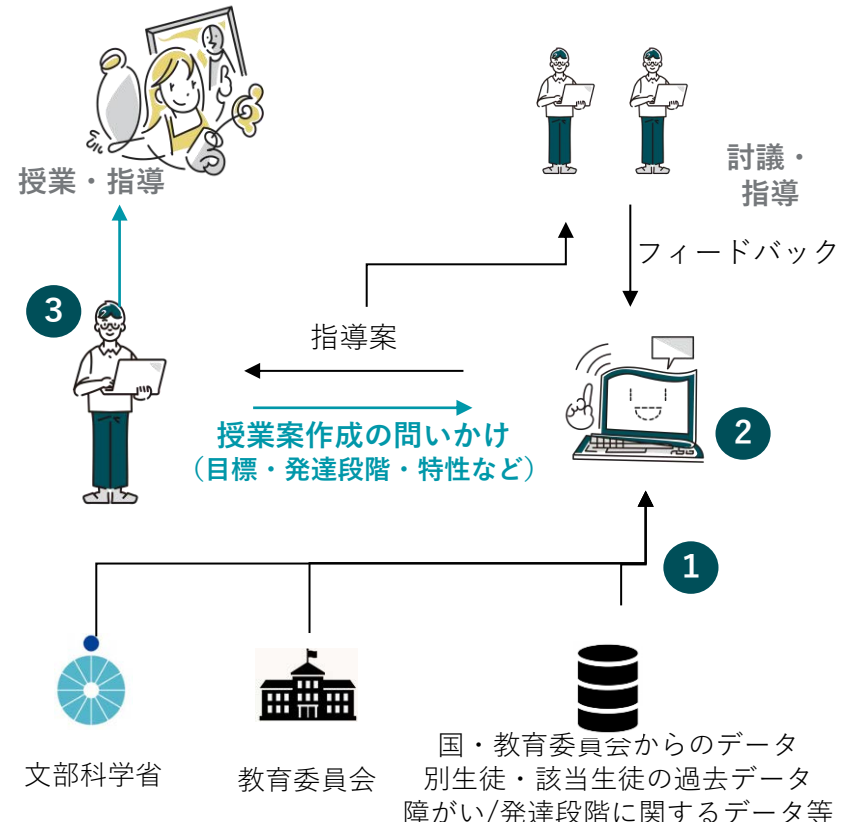 授業・指導
討議・
指導
フィードバック
3
指導案
授業案作成の問いかけ
（目標・発達段階・特性など）
2
1
文部科学省
教育委員会
国・教育委員会からのデータ
別生徒・該当生徒の過去データ
障がい/発達段階に関するデータ等